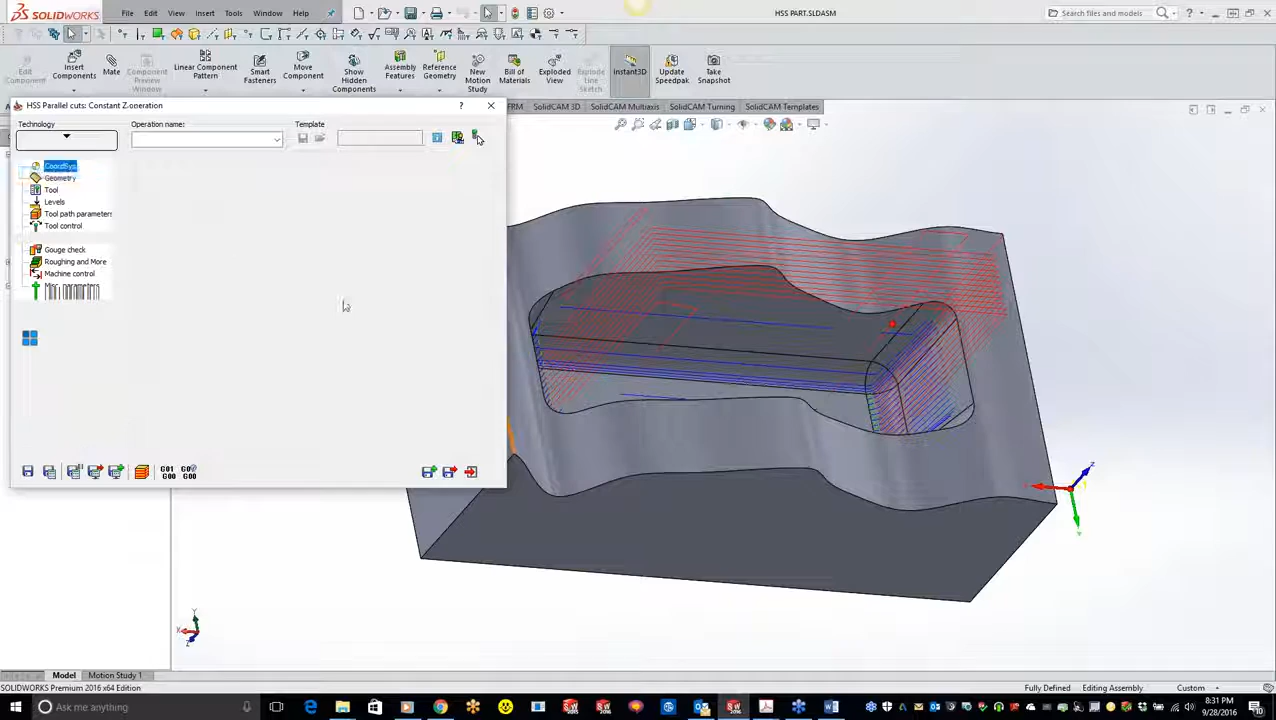 SOLIDWORKS File Edit View Insert Tools Window Help HSS PART.SLDASM Search files and models
Edit Component
Insert Components
Mate
Component Preview Window
Linear Component Pattern
Smart Fasteners
Move Component
Show Hidden Components
Assembly Features
Reference Geometry
New Motion Study
Bill of Materials
Exploded View
Explode Line Sketch
Instant3D
Update Speedpak
Take Snapshot
HSS Parallel cuts: Constant Z operation
SolidCAM 3D SolidCAM Multiaxis SolidCAM Turning SolidCAM Templates
Technology Operation name: Template
CoordSys
Geometry
Tool
Levels
Tool path parameters
Tool control
Gouge check
Roughing and More
Machine control
Misc parameters
G01 G00
G00
Z
Y
X
Z
Model Motion Study 1
SOLIDWORKS Premium 2016 x64 Edition Fully Defined Editing Assembly Custom
Ask me anything
8:31 PM
9/28/2016